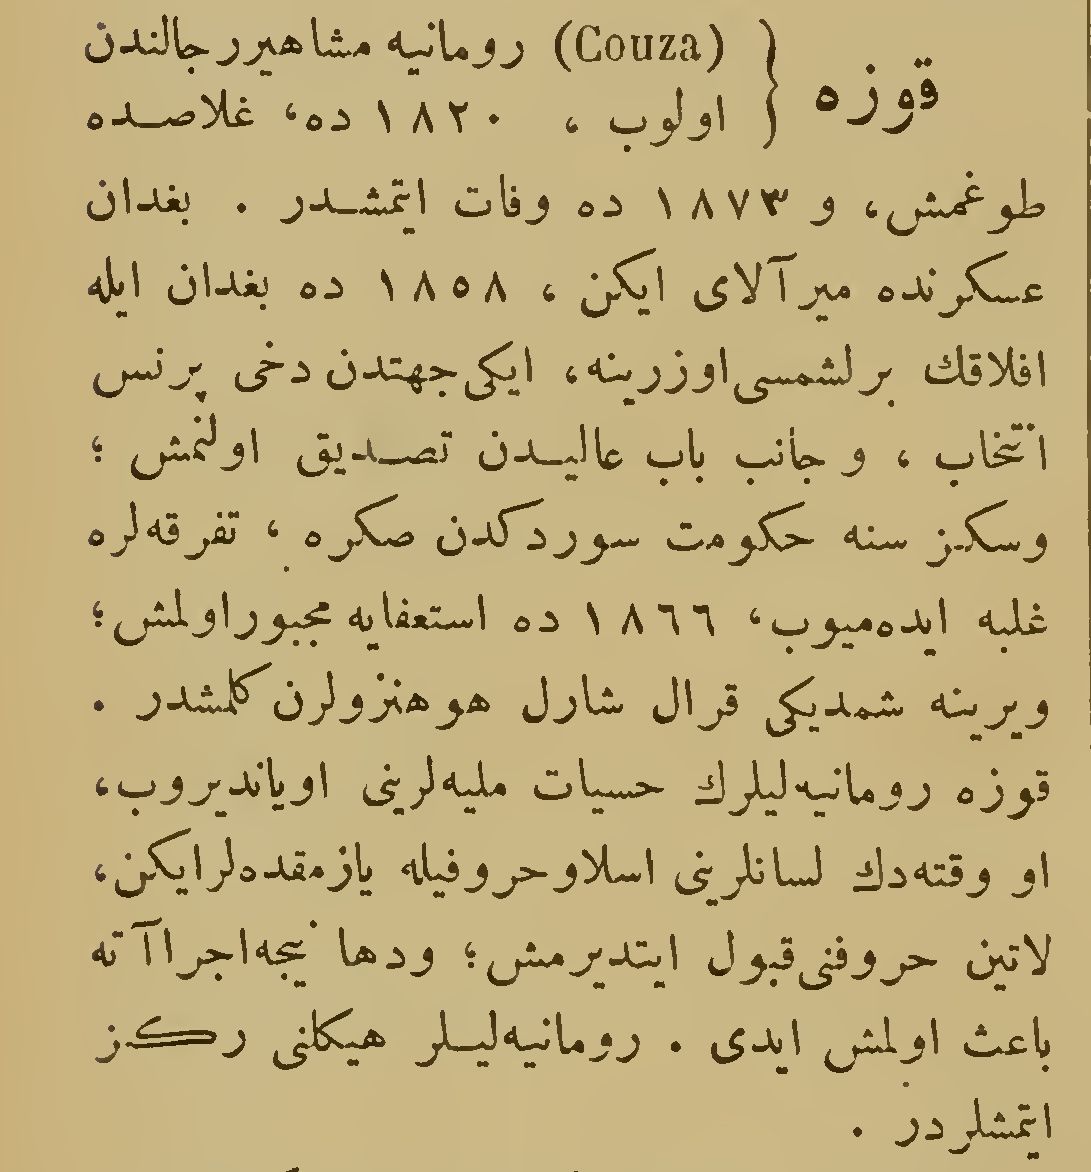 قوزه { (Couza) رومانیه مشاهیر رجالندن
اولوب ، ١٨٢٠ ده، غلاصده
طوغمش، و ١٨٧٣ ده وفات ایتمشدر . بغدان
عسکرنده میرآلای ایکن ، ١٨٥٨ ده بغدان ایله
افلاقك برلشمسی اوزرینه، ایکی جهتدن دخی پرنس
انتخاب ، و جانب باب عالیدن تصدیق اولنمش ؛
وسکز سنه حکومت سوردکدن صکره ، تفرقه‌لره
غلبه ایده‌میوب، ١٨٦٦ ده استعفایه مجبور اولمش ؛
ویرینه شمدیکی قرال شارل هوهنزولرن کلمشدر .
قوزه رومانیه‌لیلرك حسیات ملیه‌لرینی اویاندیروب،
او وقته‌دك لسانلرینی اسلاو حروفیله یازمقده‌لر ایکن،
لاتین حروفنی قبول ایتدیرمش ؛ ودها نیجه اجراآته
باعث اولمش ایدی . رومانیه‌لیلر هیکلنی رکز
ایتمشلردر .